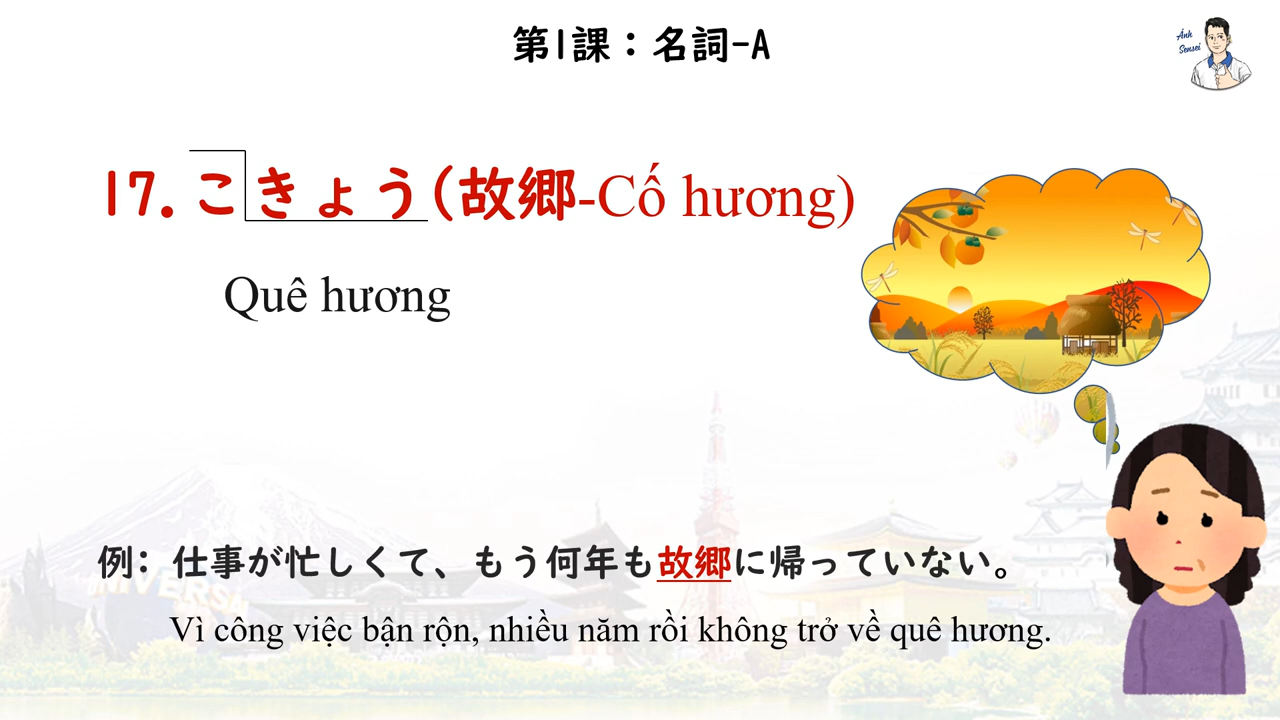 第1課：名詞-A
Ánh
Sensei
17. こきょう(故郷-Cố hương)
Quê hương
例: 仕事が忙しくて、もう何年も故郷に帰っていない。
Vì công việc bận rộn, nhiều năm rồi không trở về quê hương.